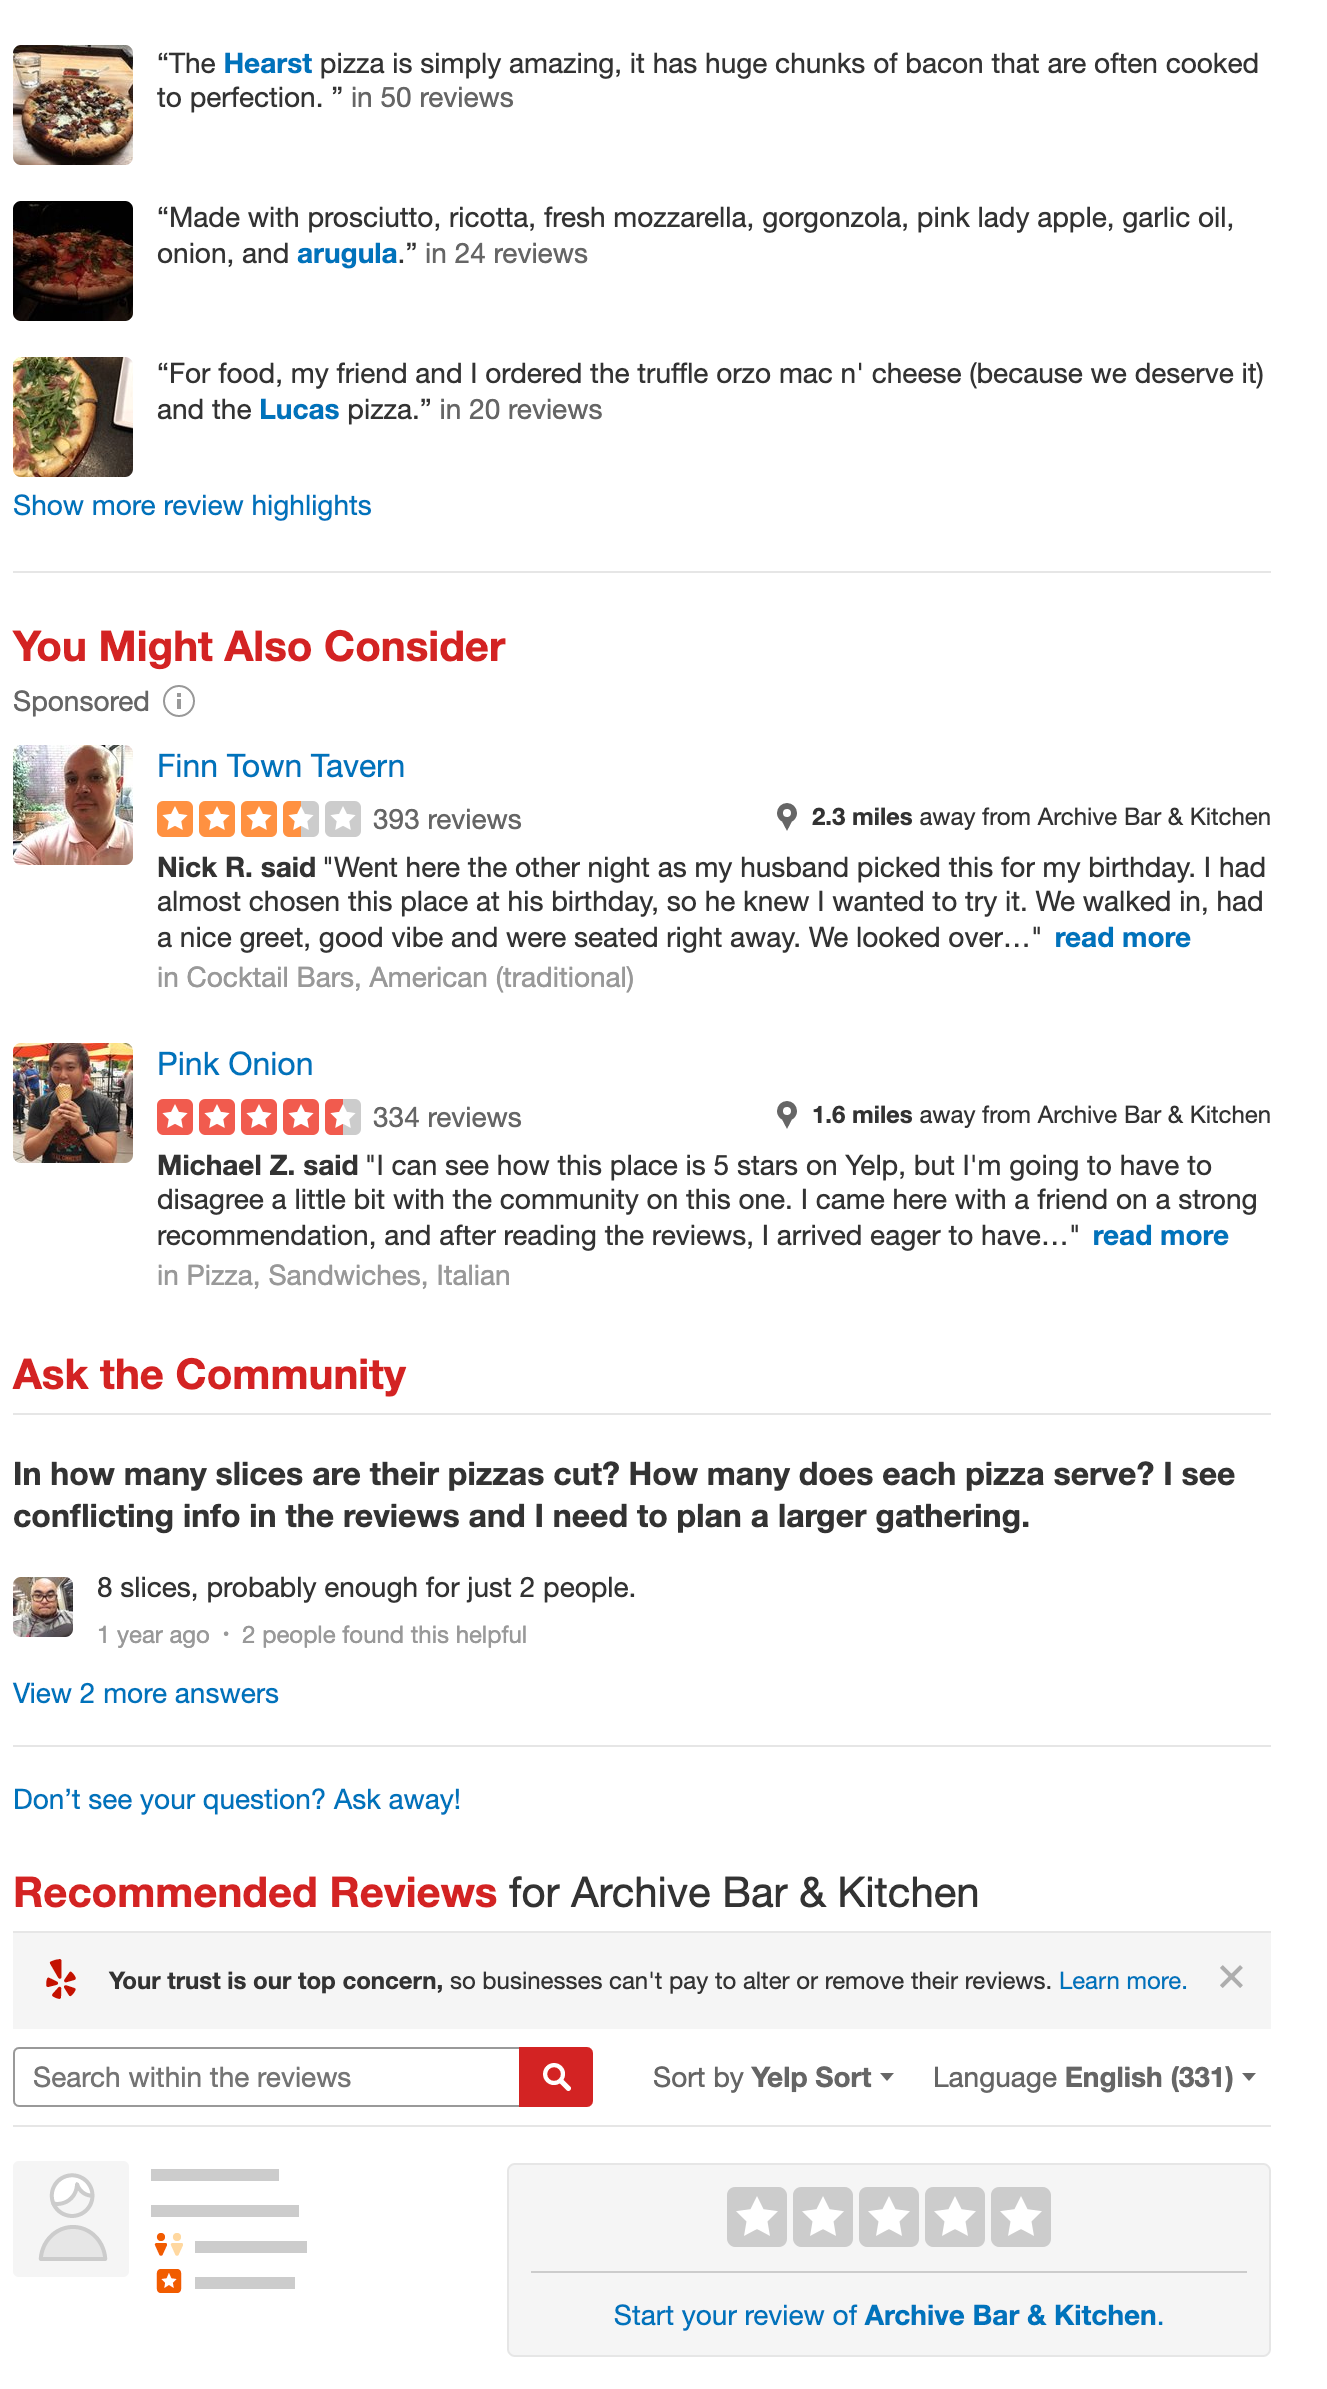 “The Hearst pizza is simply amazing, it has huge chunks of bacon that are often cooked
to perfection. ” in 50 reviews
“Made with prosciutto, ricotta, fresh mozzarella, gorgonzola, pink lady apple, garlic oil,
onion, and arugula.” in 24 reviews
“For food, my friend and I ordered the truffle orzo mac n' cheese (because we deserve it)
and the Lucas pizza.” in 20 reviews
Show more review highlights
You Might Also Consider
Sponsored
Finn Town Tavern
393 reviews
2.3 miles away from Archive Bar & Kitchen
Nick R. said "Went here the other night as my husband picked this for my birthday. I had
almost chosen this place at his birthday, so he knew I wanted to try it. We walked in, had
a nice greet, good vibe and were seated right away. We looked over…" read more
in Cocktail Bars, American (traditional)
Pink Onion
334 reviews
1.6 miles away from Archive Bar & Kitchen
Michael Z. said "I can see how this place is 5 stars on Yelp, but I'm going to have to
disagree a little bit with the community on this one. I came here with a friend on a strong
recommendation, and after reading the reviews, I arrived eager to have…" read more
in Pizza, Sandwiches, Italian
Ask the Community
In how many slices are their pizzas cut? How many does each pizza serve? I see
conflicting info in the reviews and I need to plan a larger gathering.
8 slices, probably enough for just 2 people.
1 year ago • 2 people found this helpful
View 2 more answers
Don’t see your question? Ask away!
Recommended Reviews for Archive Bar & Kitchen
Your trust is our top concern, so businesses can't pay to alter or remove their reviews. Learn more.
Search within the reviews
Sort by Yelp Sort
Language English (331)
Start your review of Archive Bar & Kitchen.